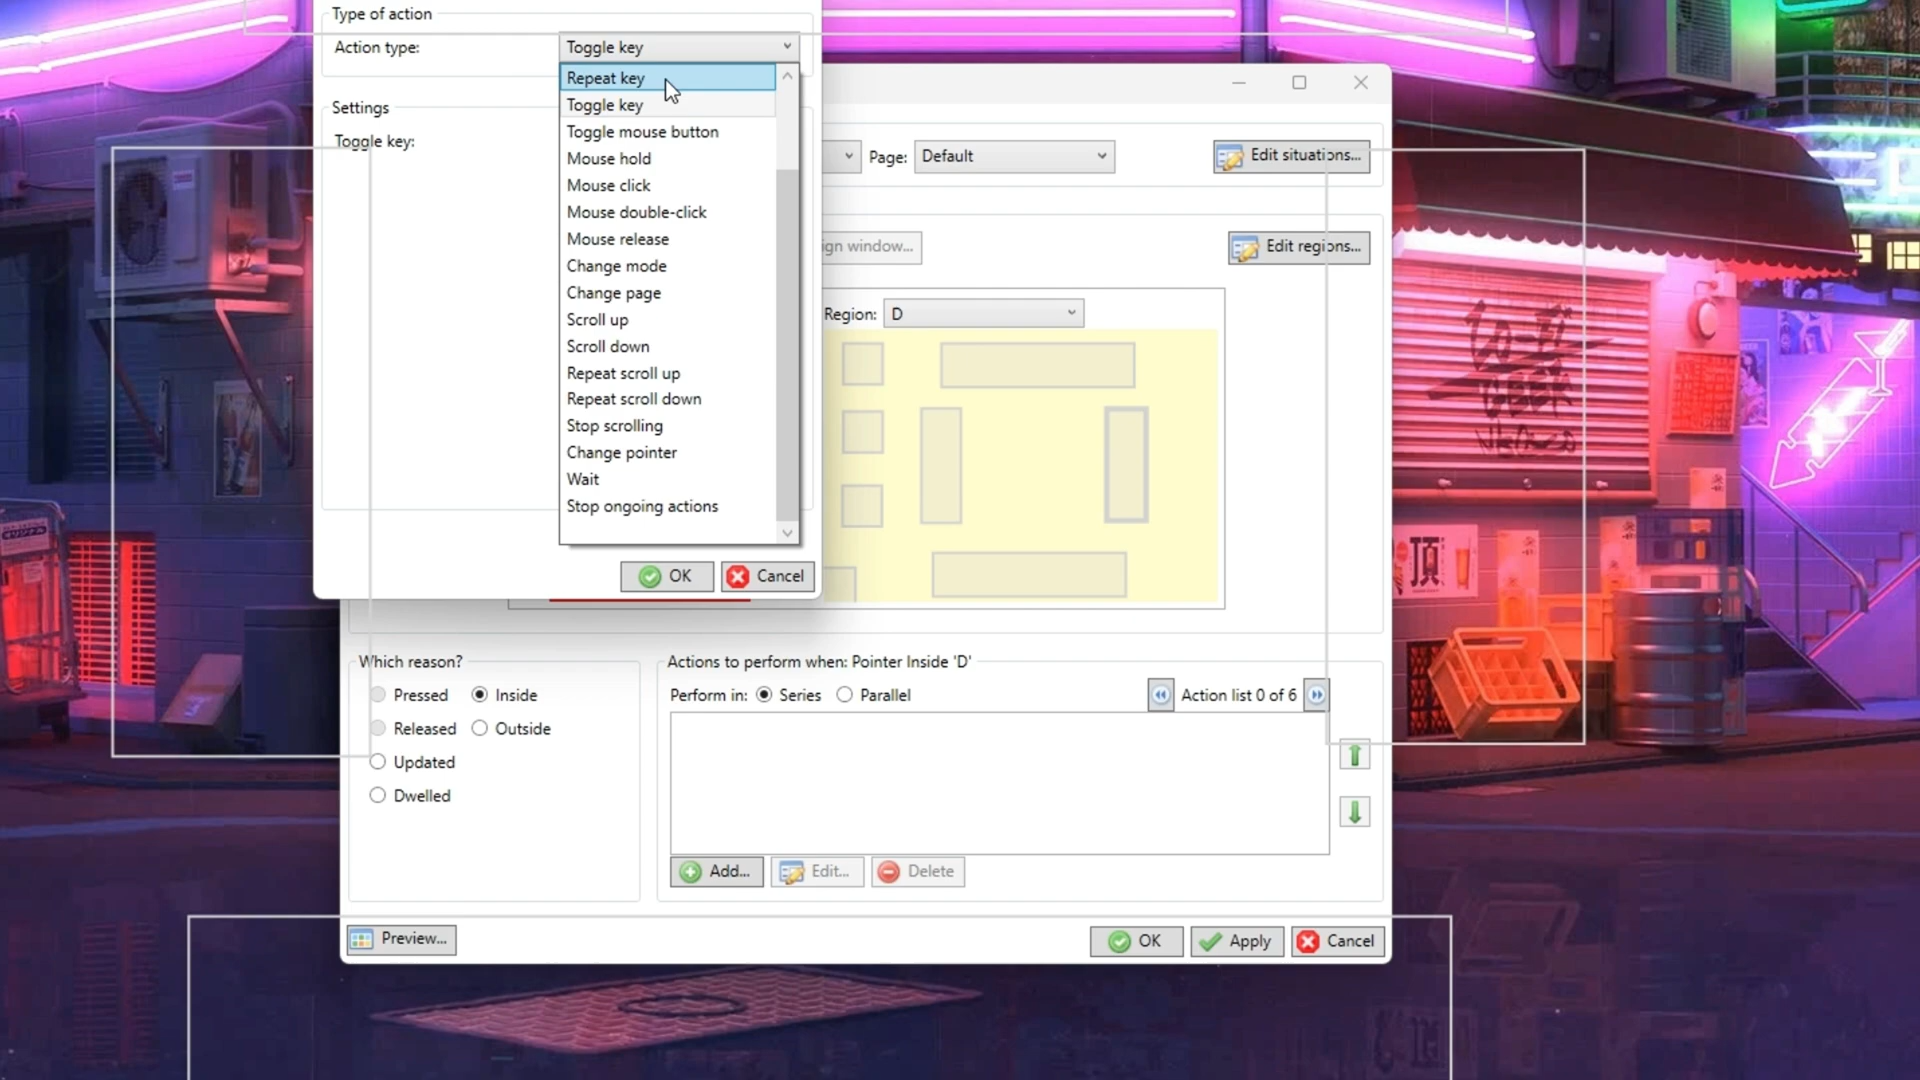 Type of action
Action type:
Toggle key
Repeat key
Toggle key
Toggle mouse button
Mouse hold
Mouse click
Mouse double-click
Mouse release
Change mode
Change page
Scroll up
Scroll down
Repeat scroll up
Repeat scroll down
Stop scrolling
Change pointer
Wait
Stop ongoing actions
Settings
Toggle key:
OK
Cancel
Page:
Default
Edit situations...
ign window...
Edit regions...
Region:
D
Which reason?
Pressed
Inside
Released
Outside
Updated
Dwelled
Actions to perform when: Pointer Inside 'D'
Perform in:
Series
Parallel
Action list 0 of 6
Add...
Edit...
Delete
Preview...
OK
Apply
Cancel
頂